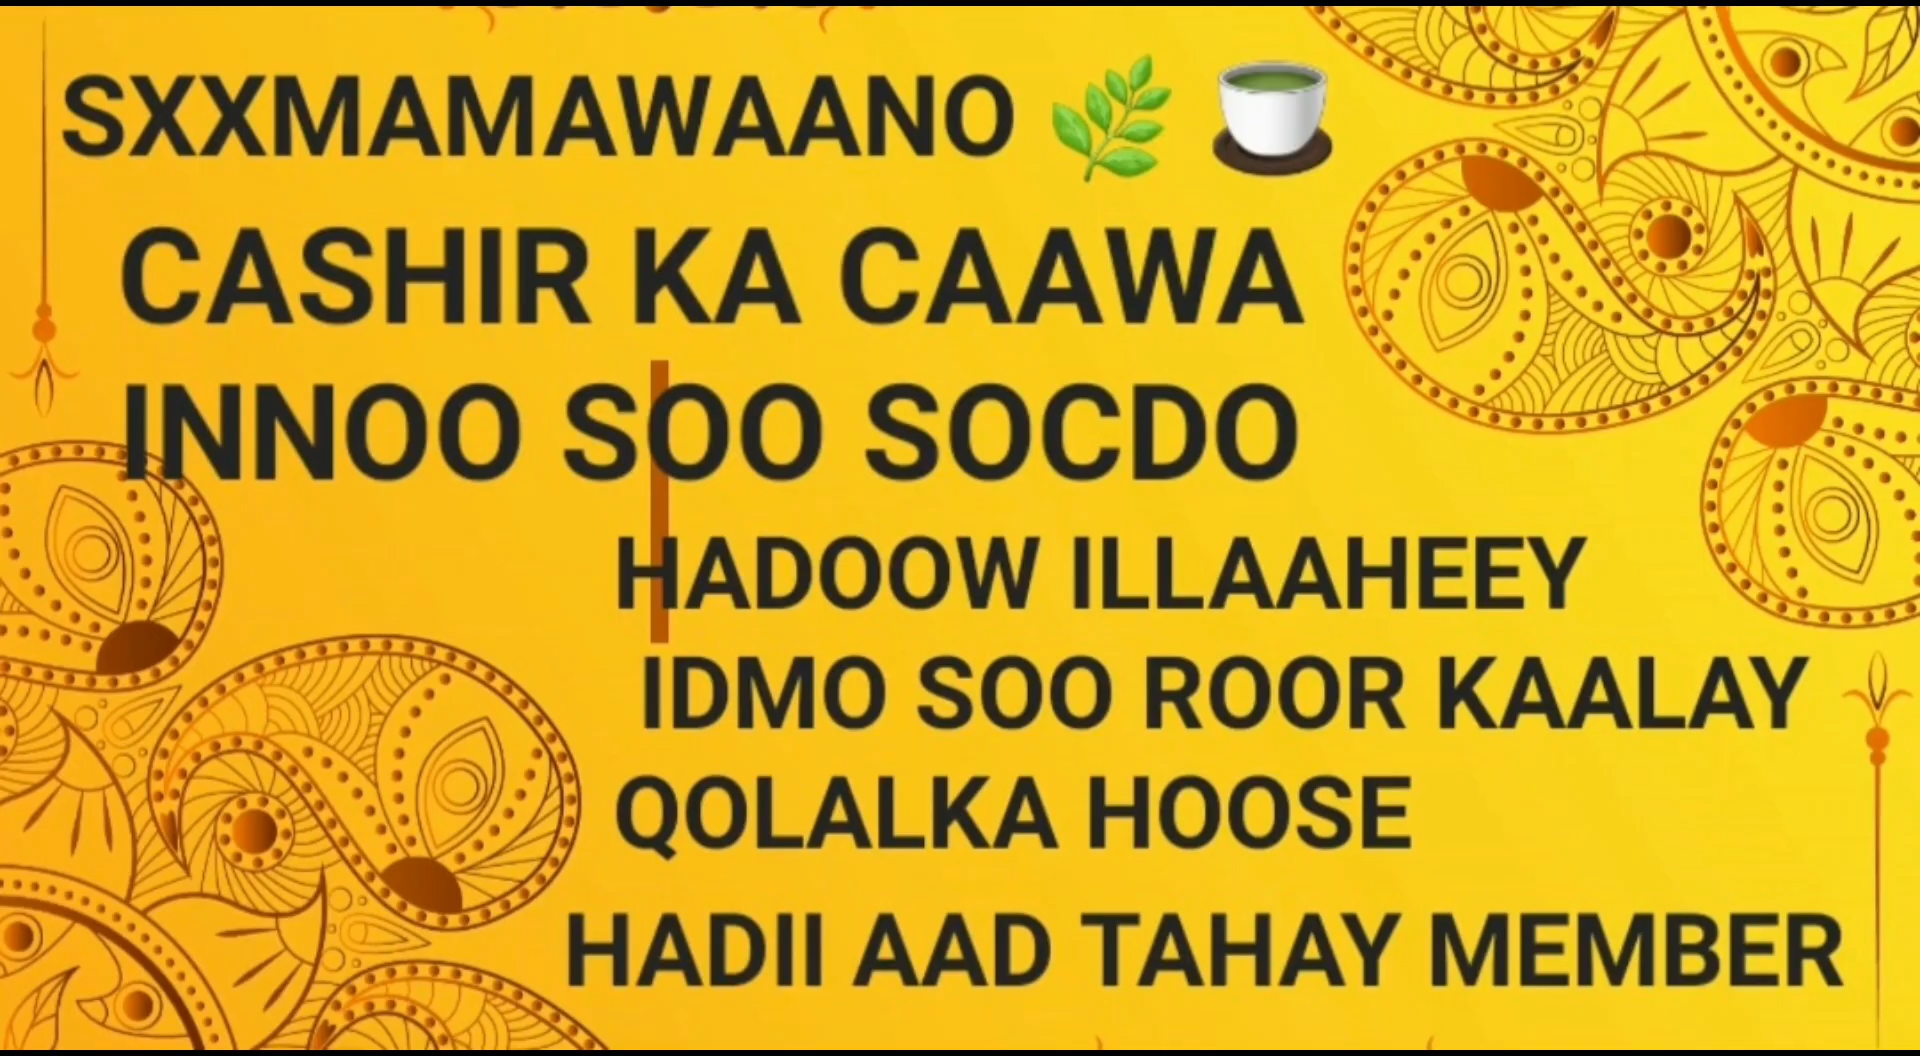 SXXMAMAWAANO 🌿 🍵
CASHIR KA CAAWA
INNOO SOO SOCDO
HADOOW ILLAAHEEY
IDMO SOO ROOR KAALAY
QOLALKA HOOSE
HADII AAD TAHAY MEMBER